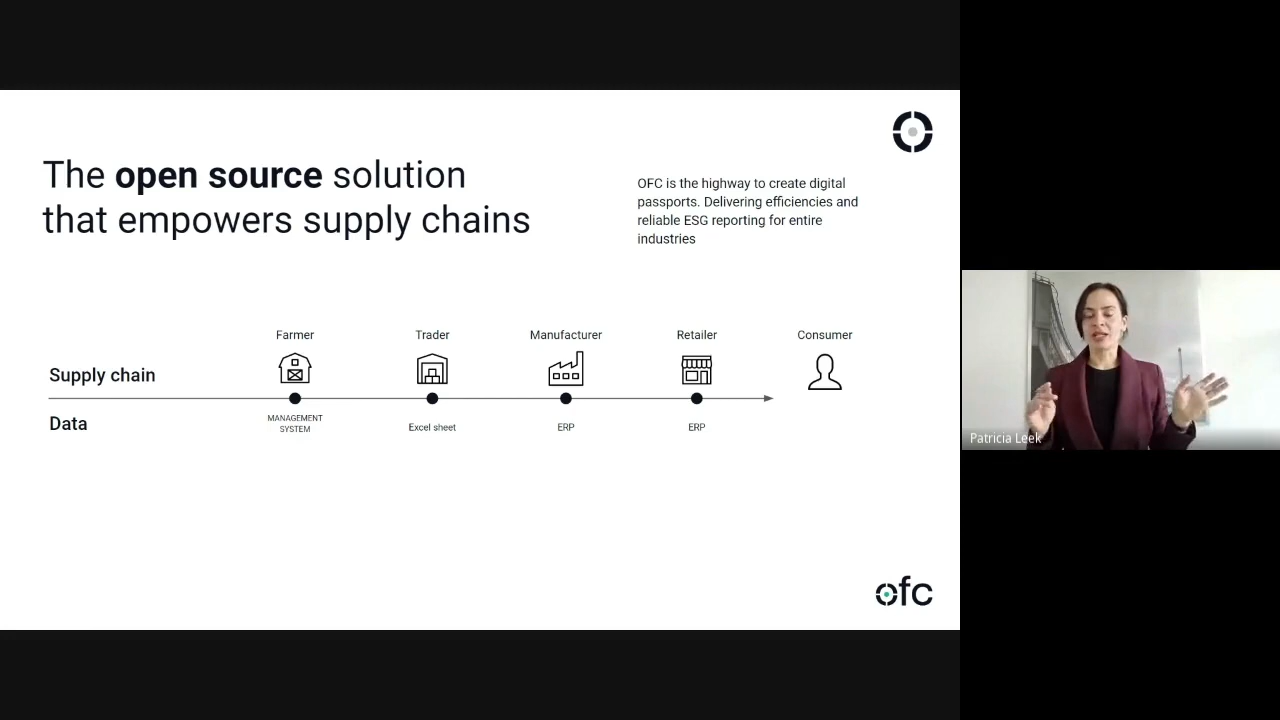 The open source solution
that empowers supply chains
OFC is the highway to create digital
passports. Delivering efficiencies and
reliable ESG reporting for entire
industries
Farmer
Trader
Manufacturer
Retailer
Consumer
Supply chain
Data
MANAGEMENT
SYSTEM
Excel sheet
ERP
ERP
Patricia Leek
ofc